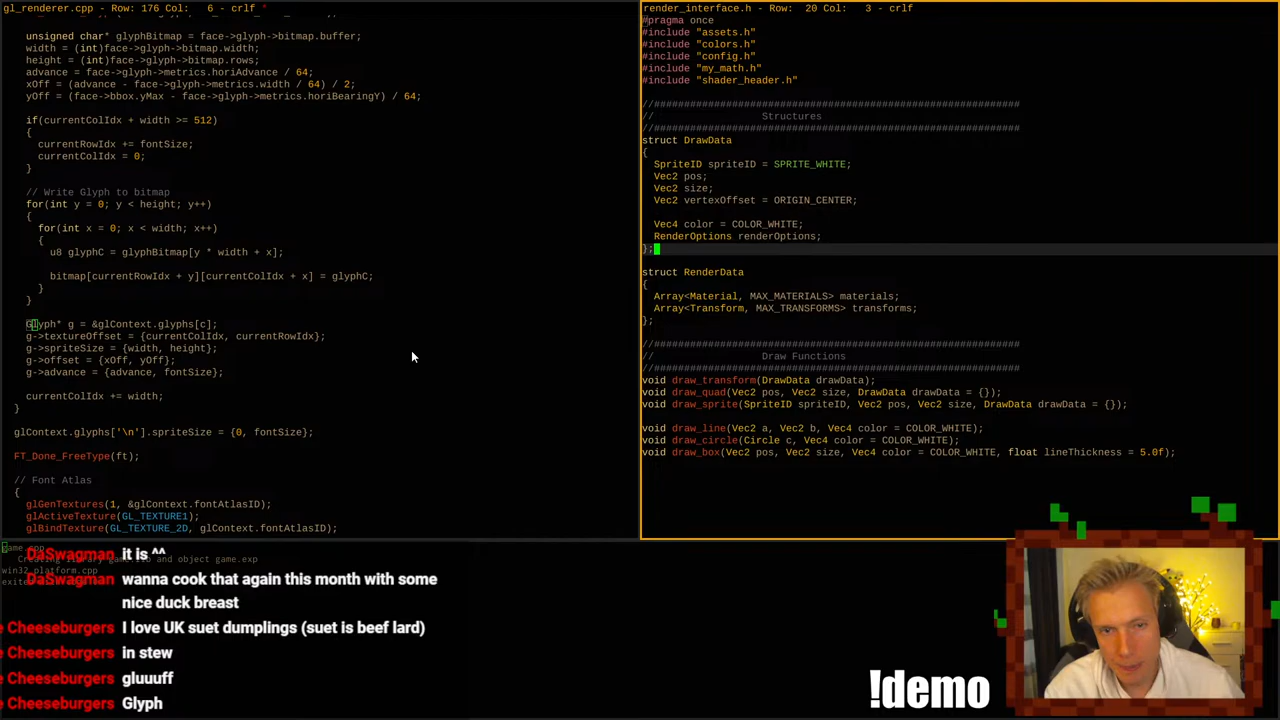 gl_renderer.cpp - Row: 176 Col:   6 - crlf *
unsigned char* glyphBitmap = face->glyph->bitmap.buffer;
width = (int)face->glyph->bitmap.width;
height = (int)face->glyph->bitmap.rows;
advance = face->glyph->metrics.horiAdvance / 64;
xOff = (advance - face->glyph->metrics.width / 64) / 2;
yOff = (face->bbox.yMax - face->glyph->metrics.horiBearingY) / 64;
if(currentColIdx + width >= 512)
{
currentRowIdx += fontSize;
currentColIdx = 0;
}
// Write Glyph to bitmap
for(int y = 0; y < height; y++)
{
for(int x = 0; x < width; x++)
{
u8 glyphC = glyphBitmap[y * width + x];
bitmap[currentRowIdx + y][currentColIdx + x] = glyphC;
}
}
Glyph* g = &glContext.glyphs[c];
g->textureOffset = {currentColIdx, currentRowIdx};
g->spriteSize = {width, height};
g->offset = {xOff, yOff};
g->advance = {advance, fontSize};
currentColIdx += width;
}
glContext.glyphs['\n'].spriteSize = {0, fontSize};
FT_Done_FreeType(ft);
// Font Atlas
{
glGenTextures(1, &glContext.fontAtlasID);
glActiveTexture(GL_TEXTURE1);
glBindTexture(GL_TEXTURE_2D, glContext.fontAtlasID);
render_interface.h - Row:  20 Col:   3 - crlf
#pragma once
#include "assets.h"
#include "colors.h"
#include "config.h"
#include "my_math.h"
#include "shader_header.h"
//##############################################################
//                  Structures
//##############################################################
struct DrawData
{
SpriteID spriteID = SPRITE_WHITE;
Vec2 pos;
Vec2 size;
Vec2 vertexOffset = ORIGIN_CENTER;
Vec4 color = COLOR_WHITE;
RenderOptions renderOptions;
};
struct RenderData
{
Array<Material, MAX_MATERIALS> materials;
Array<Transform, MAX_TRANSFORMS> transforms;
};
//##############################################################
//                  Draw Functions
//##############################################################
void draw_transform(DrawData drawData);
void draw_quad(Vec2 pos, Vec2 size, DrawData drawData = {});
void draw_sprite(SpriteID spriteID, Vec2 pos, Vec2 size, DrawData drawData = {});
void draw_line(Vec2 a, Vec2 b, Vec4 color = COLOR_WHITE);
void draw_circle(Circle c, Vec4 color = COLOR_WHITE);
void draw_box(Vec2 pos, Vec2 size, Vec4 color = COLOR_WHITE, float lineThickness = 5.0f);
game.cpp
Creating library game.lib and object game.exp
win32_platform.cpp
DaSwagman it is ^^
DaSwagman wanna cook that again this month with some
nice duck breast
e Cheeseburgers I love UK suet dumplings (suet is beef lard)
e Cheeseburgers in stew
e Cheeseburgers gluuuff
e Cheeseburgers Glyph
!demo